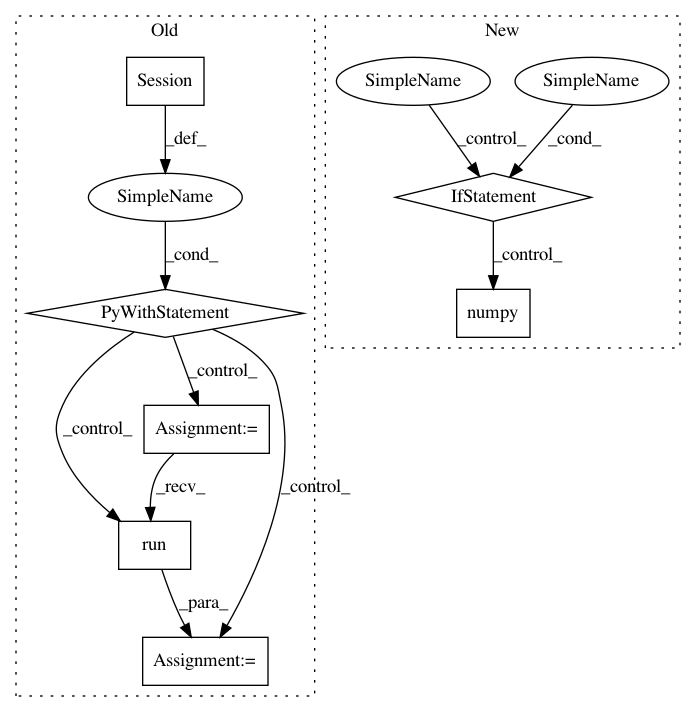 Old
Session
_def_
SimpleName
_cond_
PyWithStatement
_control_
Assignment:=
_control_
_recv_
_control_
run
_para_
Assignment:=
New
SimpleName
SimpleName
_control_
_cond_
IfStatement
_control_
numpy